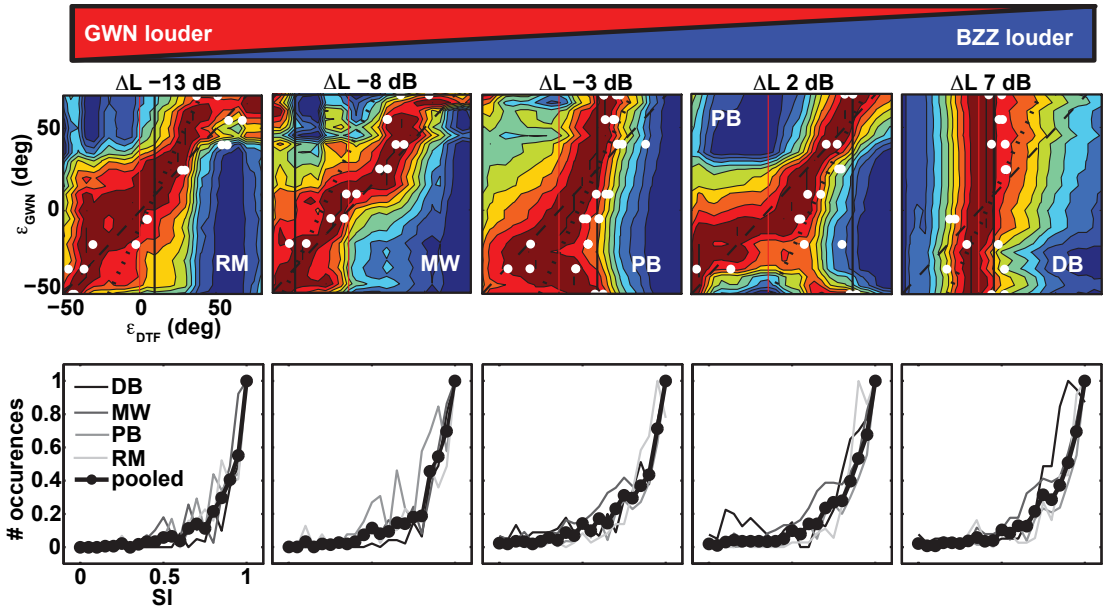 GWN louder
BZZ louder
ΔL −13 dB
ΔL −8 dB
ΔL −3 dB
ΔL 2 dB
ΔL 7 dB
ε_GWN (deg)
50
0
−50
RM
MW
PB
PB
DB
−50
0
50
ε_DTF (deg)
# occurences
1
0.8
0.6
0.4
0.2
0
DB
MW
PB
RM
pooled
0
0.5
1
SI